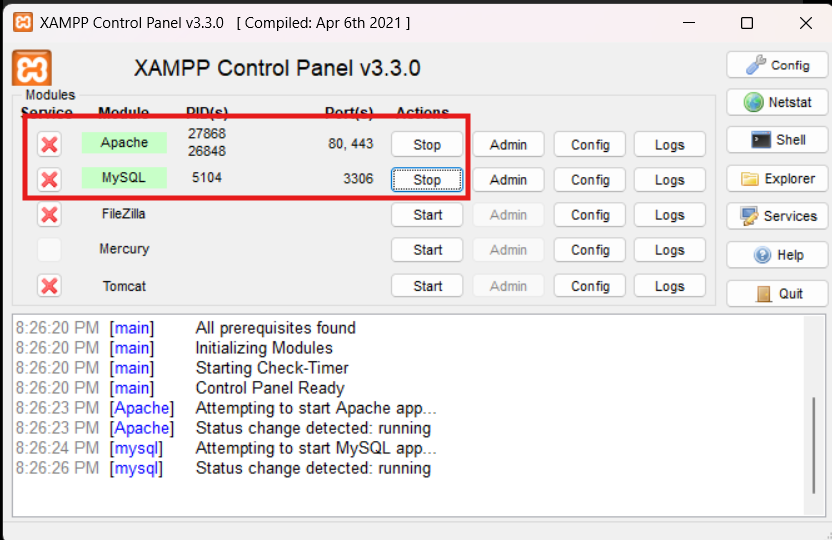 XAMPP Control Panel v3.3.0 [ Compiled: Apr 6th 2021 ]
XAMPP Control Panel v3.3.0
Config
Modules
Service Module PID(s) Port(s) Actions
Netstat
Apache 27868 26848 80, 443 Stop Admin Config Logs
Shell
MySQL 5104 3306 Stop Admin Config Logs
Explorer
FileZilla Start Admin Config Logs
Services
Mercury Start Admin Config Logs
Help
Tomcat Start Admin Config Logs
Quit
8:26:20 PM [main] All prerequisites found
8:26:20 PM [main] Initializing Modules
8:26:20 PM [main] Starting Check-Timer
8:26:20 PM [main] Control Panel Ready
8:26:23 PM [Apache] Attempting to start Apache app...
8:26:23 PM [Apache] Status change detected: running
8:26:24 PM [mysql] Attempting to start MySQL app...
8:26:26 PM [mysql] Status change detected: running